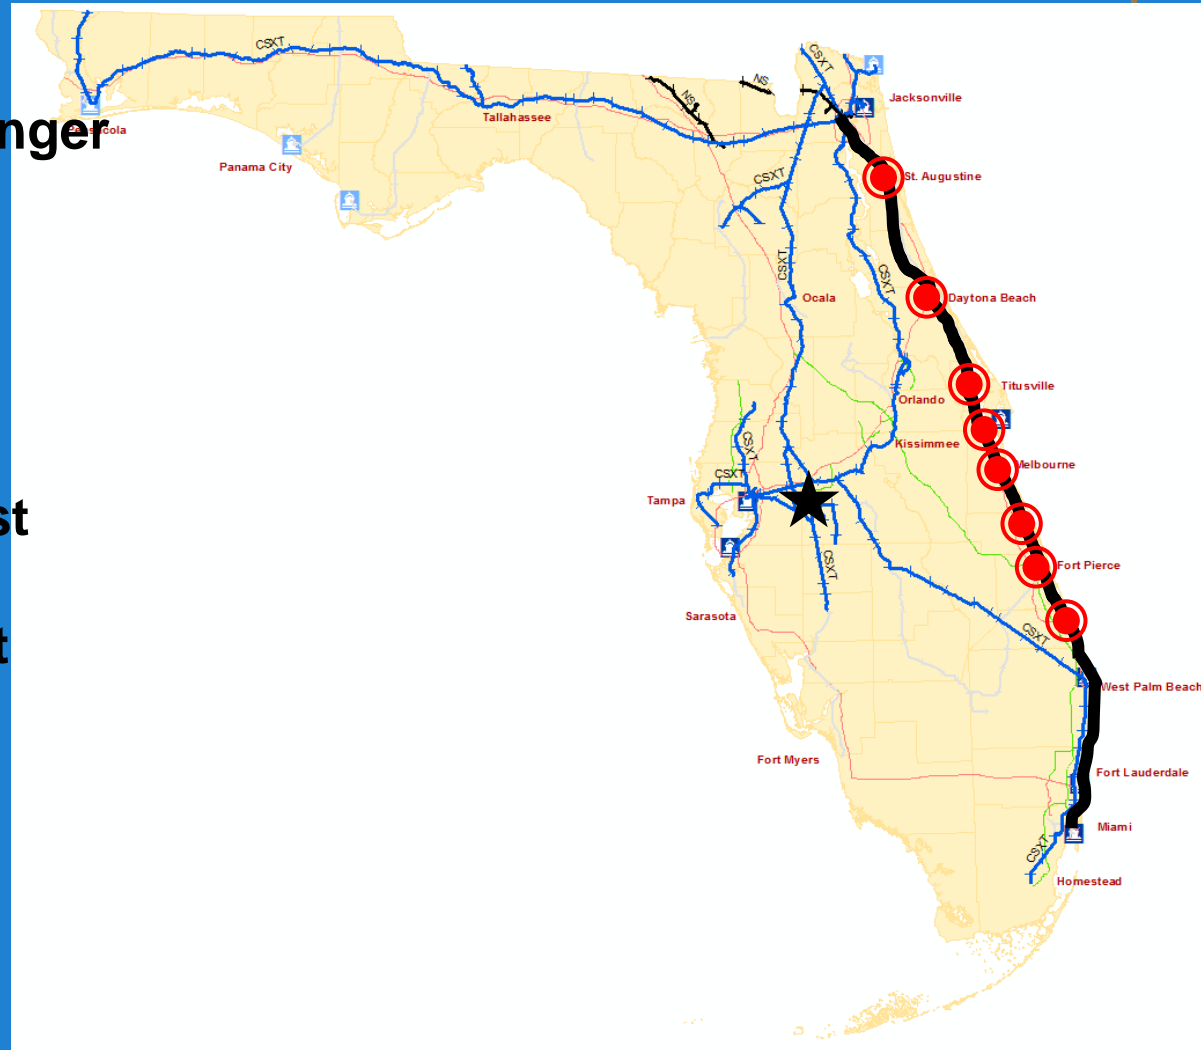 CSXT
CSXT
NS
NS
Jacksonville
Tallahassee
nger
Panama City
CSXT
St. Augustine
CSXT
CSXT
Ocala
Daytona Beach
Titusville
Orlando
Kissimmee
CSXT
Melbourne
CSXT
Tampa
st
CSXT
Fort Pierce
Sarasota
CSXT
t
West Palm Beach
Fort Myers
Fort Lauderdale
Miami
CSXT
Homestead